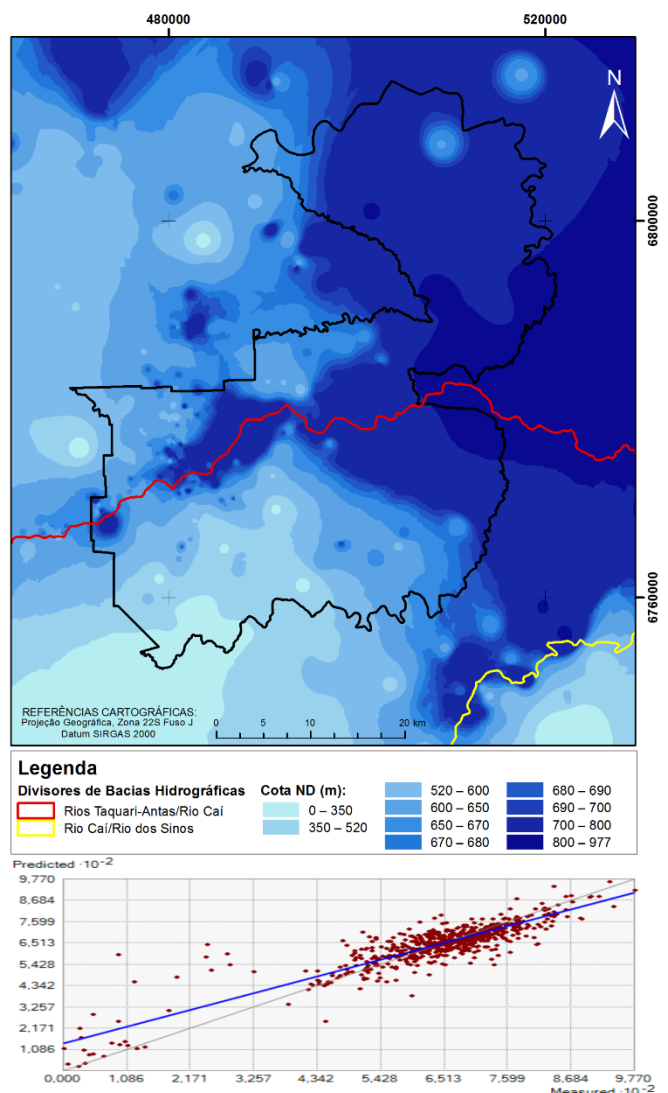 480000
520000
N
6800000
6760000
REFERÊNCIAS CARTOGRÁFICAS:
Projeção Geográfica, Zona 22S Fuso J
Datum SIRGAS 2000
0 5 10 20 km
Legenda
Divisores de Bacias Hidrográficas
Rios Taquari-Antas/Rio Caí
Rio Caí/Rio dos Sinos
Cota ND (m):
0 – 350
350 – 520
520 – 600
600 – 650
650 – 670
670 – 680
680 – 690
690 – 700
700 – 800
800 – 977
Predicted ·10-2
9.770
8.684
7.599
6.513
5.428
4.342
3.257
2.171
1.086
0.000 1.086 2.171 3.257 4.342 5.428 6.513 7.599 8.684 9.770
Measured ·10-2